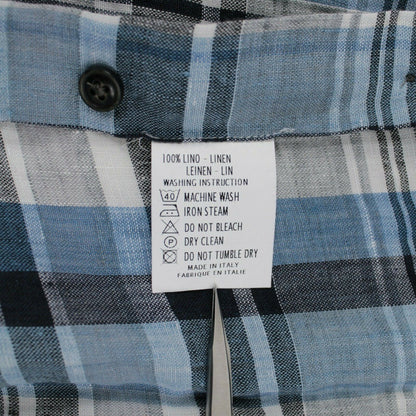 100% LINO - LINEN
LEINEN - LIN
WASHING INSTRUCTION
40 MACHINE WASH
IRON STEAM
DO NOT BLEACH
P DRY CLEAN
DO NOT TUMBLE DRY
MADE IN ITALY
FABRIQUE EN ITALIE